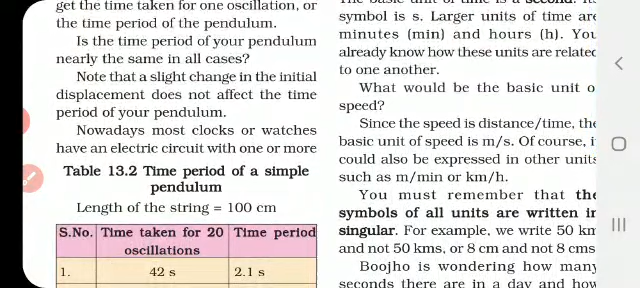 get the time taken for one oscillation, or
the time period of the pendulum.
Is the time period of your pendulum
nearly the same in all cases?
Note that a slight change in the initial
displacement does not affect the time
period of your pendulum.
Nowadays most clocks or watches
have an electric circuit with one or more
Table 13.2 Time period of a simple
pendulum
Length of the string = 100 cm
S.No. Time taken for 20 Time period
oscillations
1. 42 s 2.1 s
symbol is s. Larger units of time are
minutes (min) and hours (h). You
already know how these units are related
to one another.
What would be the basic unit o
speed?
Since the speed is distance/time, the
basic unit of speed is m/s. Of course, i
could also be expressed in other units
such as m/min or km/h.
You must remember that the
symbols of all units are written in
singular. For example, we write 50 km
and not 50 kms, or 8 cm and not 8 cms
Boojho is wondering how many
seconds there are in a day and how